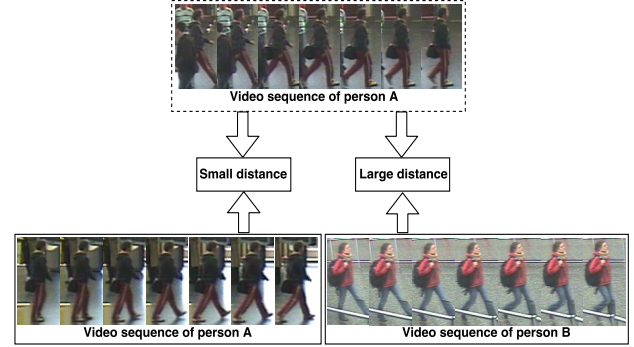 Video sequence of person A
Small distance
Large distance
Video sequence of person A
Video sequence of person B